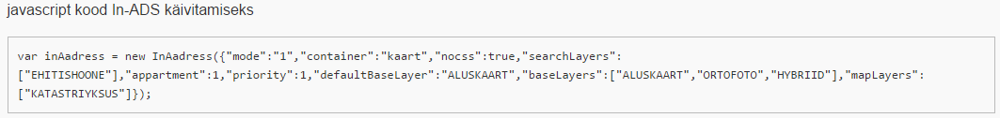 javascript kood In-ADS käivitamiseks
var inAadress = new InAadress({"mode":"1","container":"kaart","nocss":true,"searchLayers":
["EHITISHOONE"],"appartment":1,"priority":1,"defaultBaseLayer":"ALUSKAART","baseLayers":["ALUSKAART","ORTOFOTO","HYBRIID"],"mapLayers":
["KATASTRIYKSUS"]});